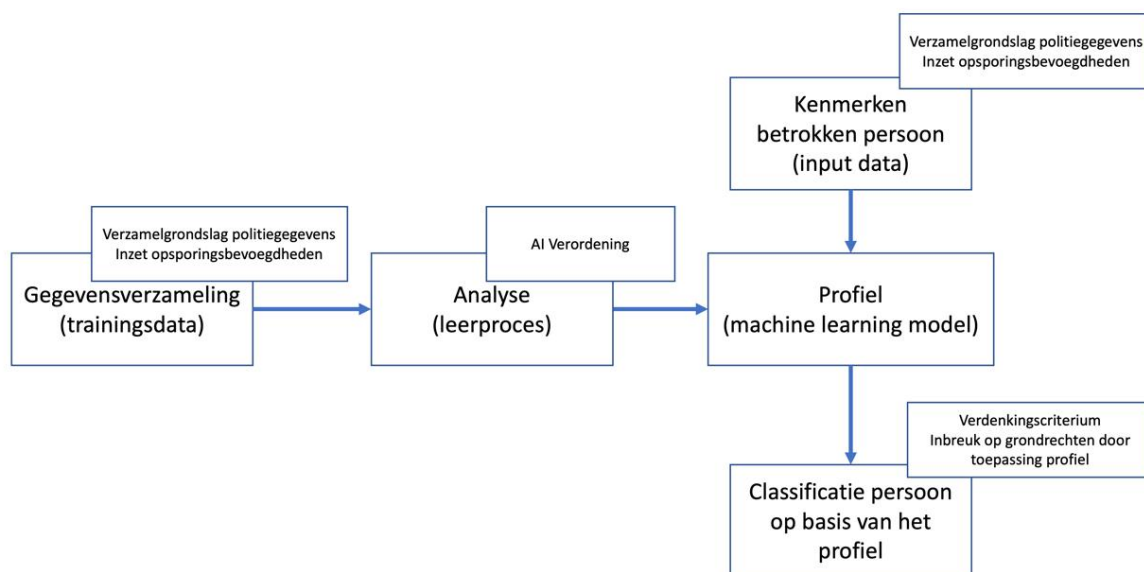 Verzamelgrondslag politiegegevens
Inzet opsporingsbevoegdheden
Kenmerken
betrokken persoon
(input data)
Verzamelgrondslag politiegegevens
Inzet opsporingsbevoegdheden
Gegevensverzameling
(trainingsdata)
AI Verordening
Analyse
(leerproces)
Profiel
(machine learning model)
Verdenkingscriterium
Inbreuk op grondrechten door
toepassing profiel
Classificatie persoon
op basis van het
profiel